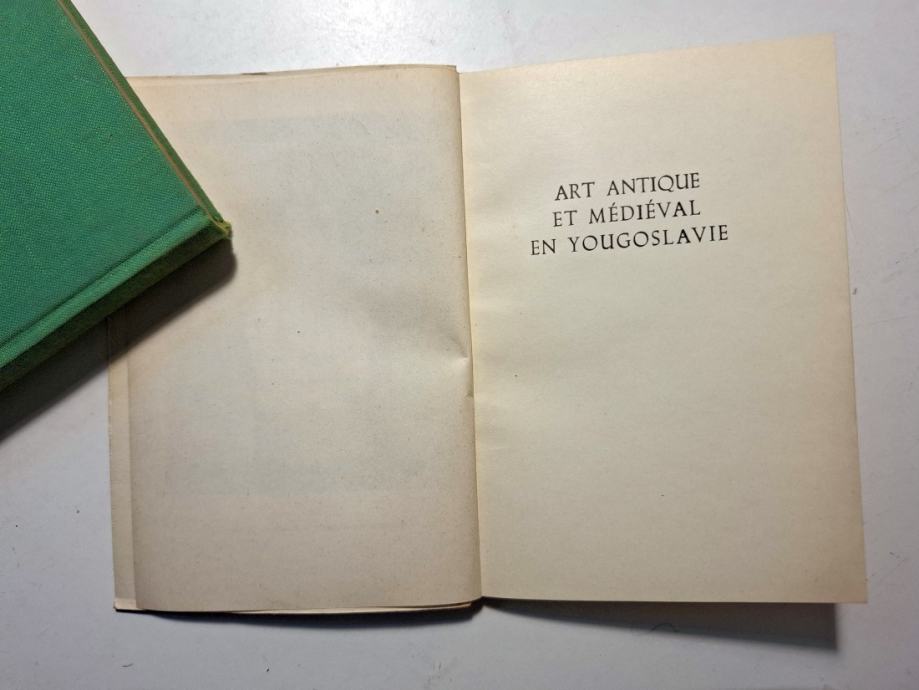 ART ANTIQUE
ET MÉDIÉVAL
EN YOUGOSLAVIE